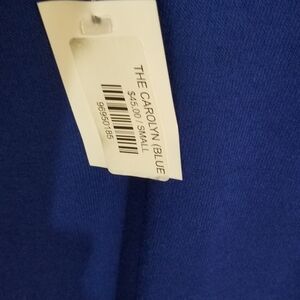 THE CAROLYN (BLUE
$45.00 / SMALL
96950185